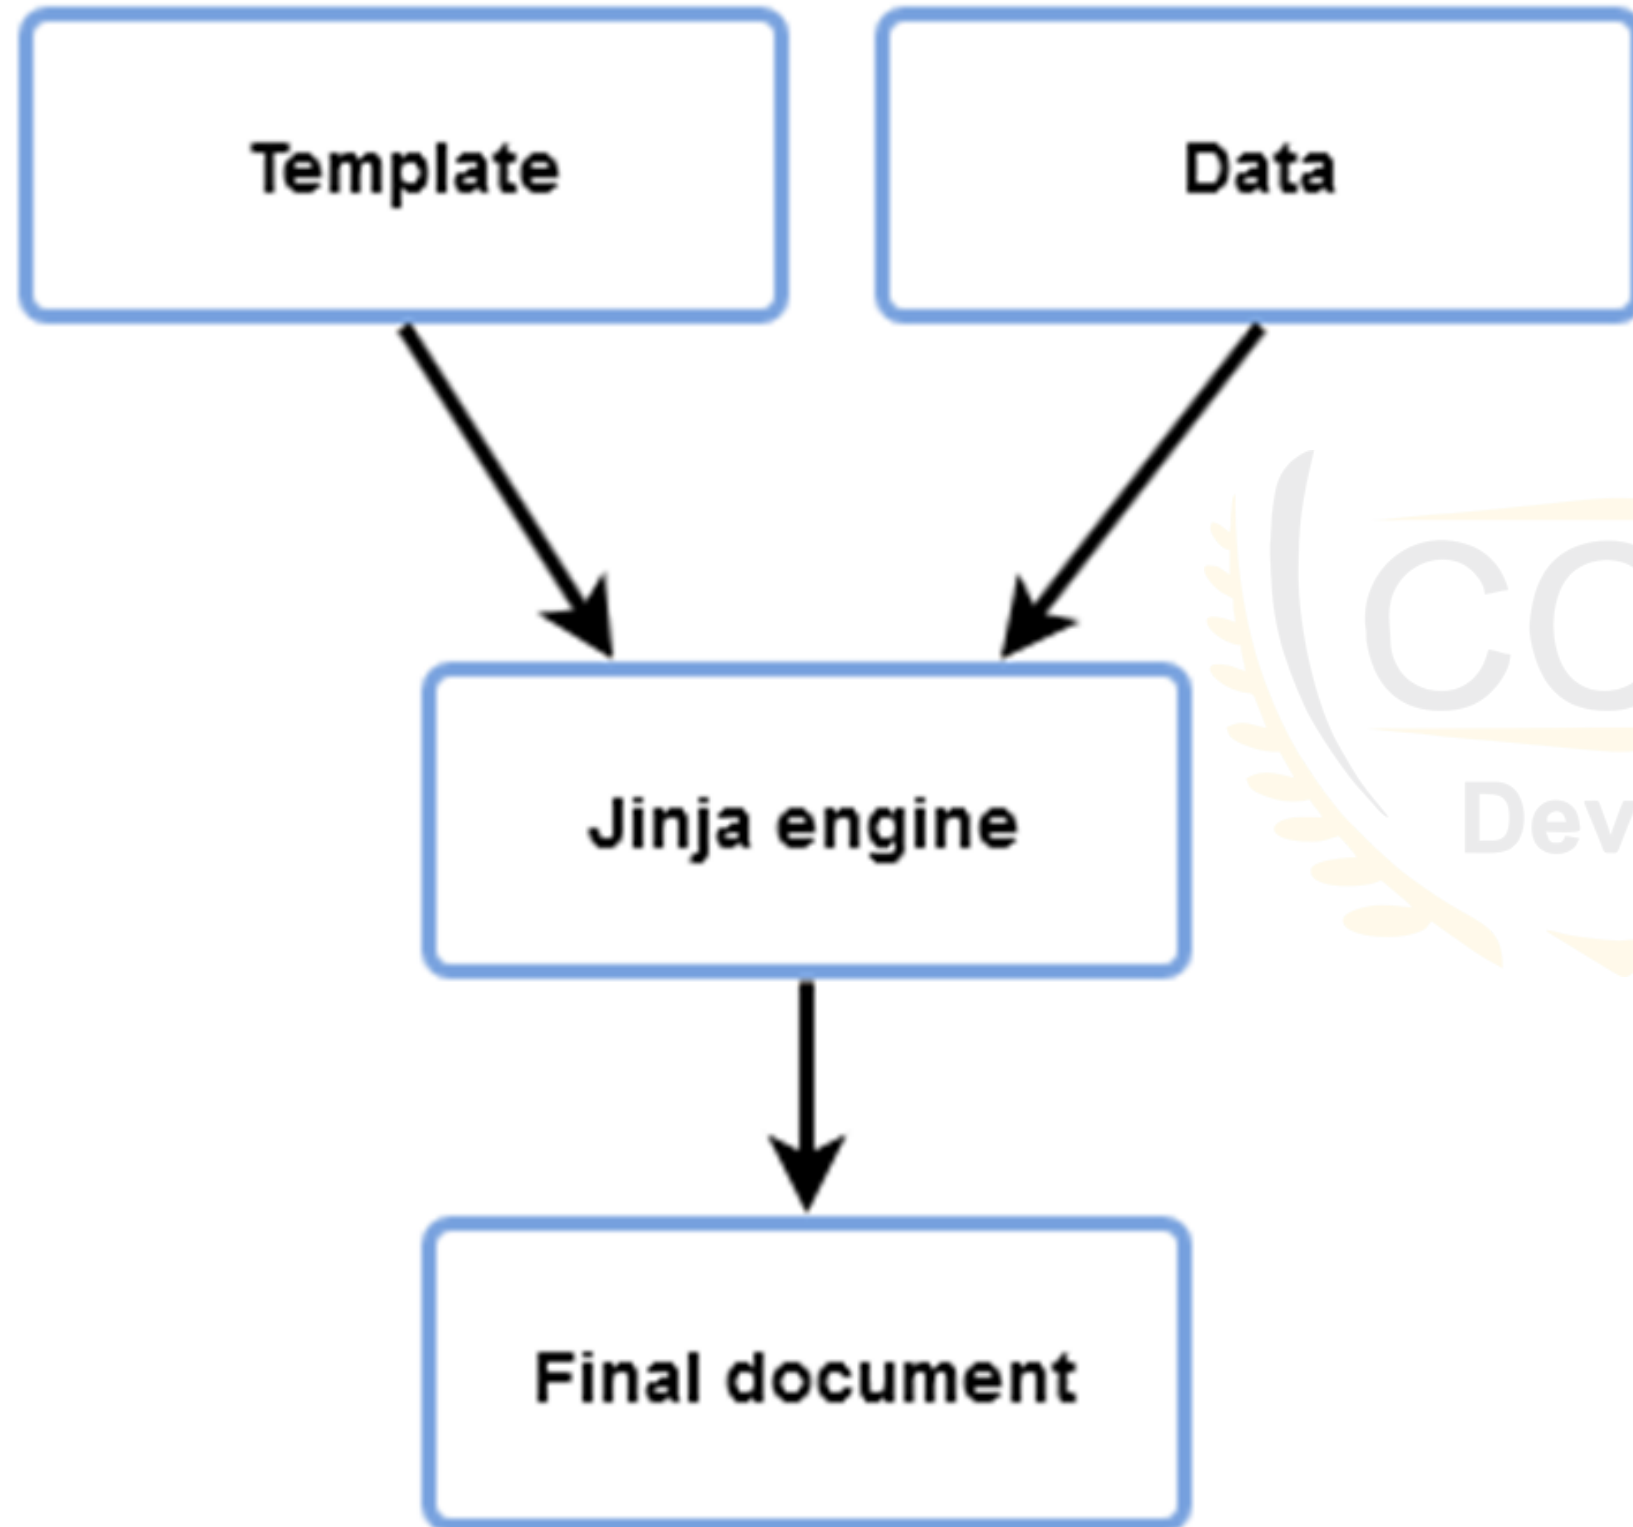 Template
Data
Jinja engine
Final document